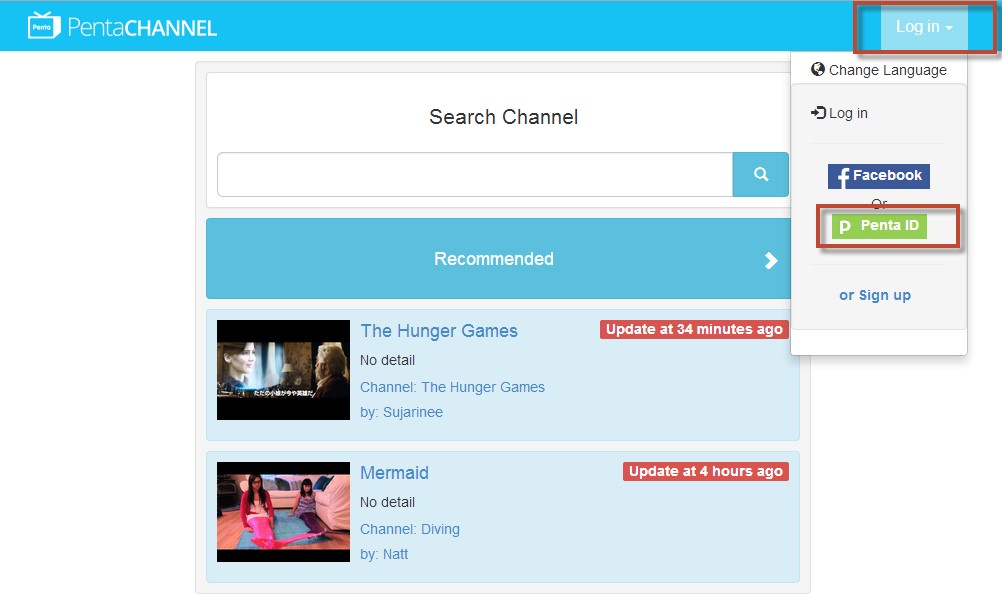 Penta PentaCHANNEL
Log in
Change Language
Log in
Facebook
Or
Penta ID
or Sign up
Search Channel
Recommended
The Hunger Games
Update at 34 minutes ago
No detail
Channel: The Hunger Games
by: Sujarinee
ただの小娘が今や英雄だ
Mermaid
Update at 4 hours ago
No detail
Channel: Diving
by: Natt